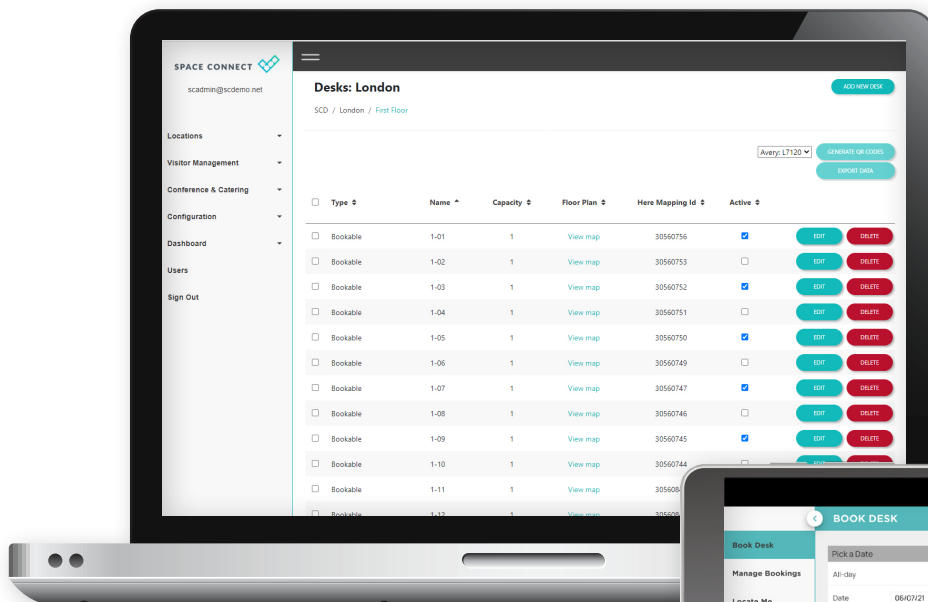 SPACE CONNECT
scadmin@scdemo.net
Locations
Visitor Management
Conference & Catering
Configuration
Dashboard
Users
Sign Out
Desks: London
ADD NEW DESK
SCD / London / First Floor
Avery: L7120
GENERATE QR CODES
EXPORT DATA
Type Name Capacity Floor Plan Here Mapping Id Active
Bookable 1-01 1 View map 30560756 EDIT DELETE
Bookable 1-02 1 View map 30560753 EDIT DELETE
Bookable 1-03 1 View map 30560752 EDIT DELETE
Bookable 1-04 1 View map 30560751 EDIT DELETE
Bookable 1-05 1 View map 30560750 EDIT DELETE
Bookable 1-06 1 View map 30560749 EDIT DELETE
Bookable 1-07 1 View map 30560747 EDIT DELETE
Bookable 1-08 1 View map 30560746 EDIT DELETE
Bookable 1-09 1 View map 30560745 EDIT DELETE
Bookable 1-10 1 View map 30560744
Bookable 1-11 1 View map
Bookable 1-12 1 View map
BOOK DESK
Book Desk
Manage Bookings
Locate Me
Pick a Date
All-day
Date 06/07/21